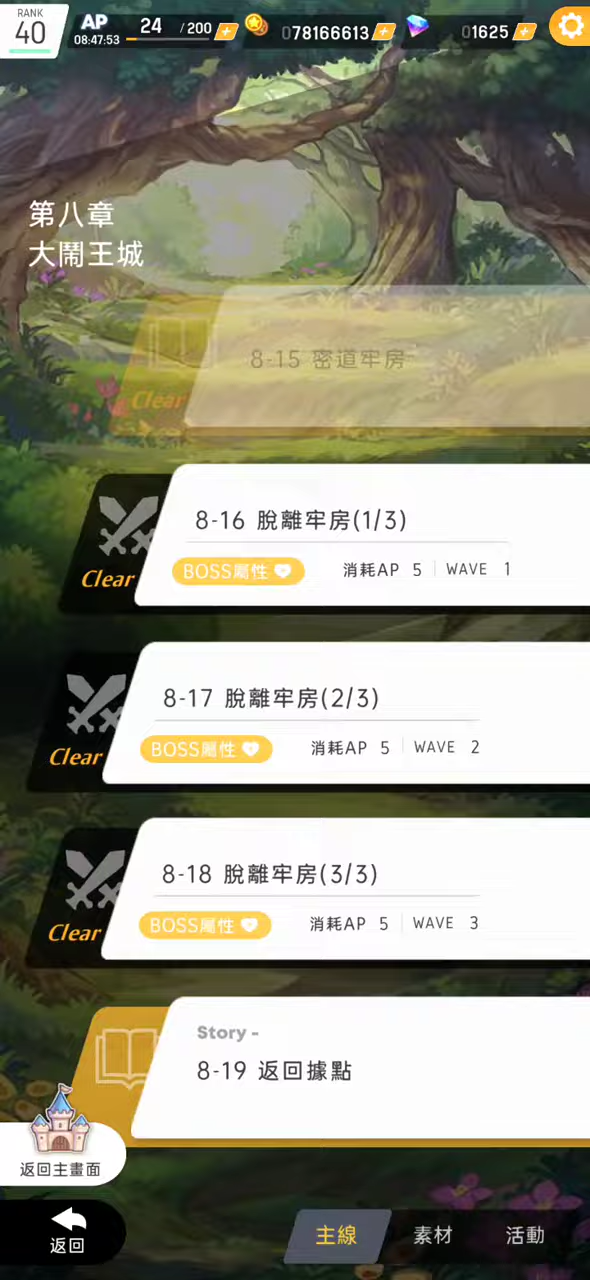 RANK
40
AP
08:47:53
24
/200
078166613
01625
第八章
大鬧王城
8-15 密道牢房
Clear
8-16 脫離牢房(1/3)
Clear
BOSS屬性
消耗AP 5
WAVE 1
8-17 脫離牢房(2/3)
Clear
BOSS屬性
消耗AP 5
WAVE 2
8-18 脫離牢房(3/3)
Clear
BOSS屬性
消耗AP 5
WAVE 3
Story -
8-19 返回據點
返回主畫面
返回
主線
素材
活動